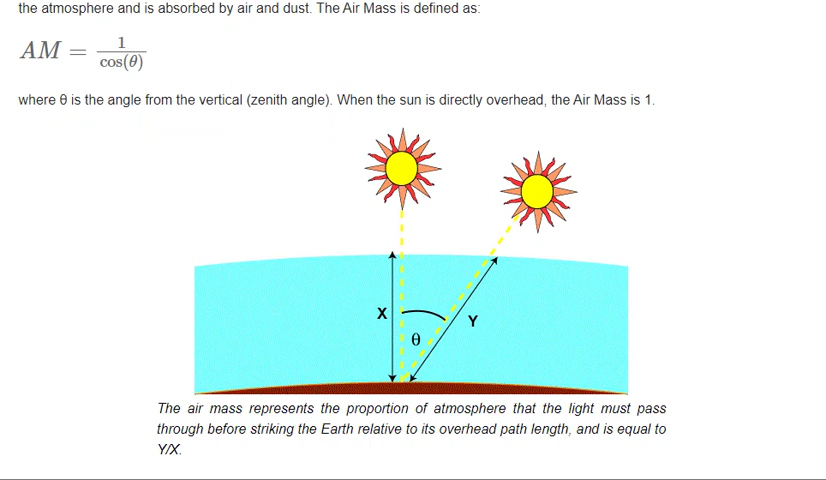 the atmosphere and is absorbed by air and dust. The Air Mass is defined as:
AM = 1/cos(θ)
where θ is the angle from the vertical (zenith angle). When the sun is directly overhead, the Air Mass is 1.
X
Y
θ
The air mass represents the proportion of atmosphere that the light must pass
through before striking the Earth relative to its overhead path length, and is equal to
Y/X.